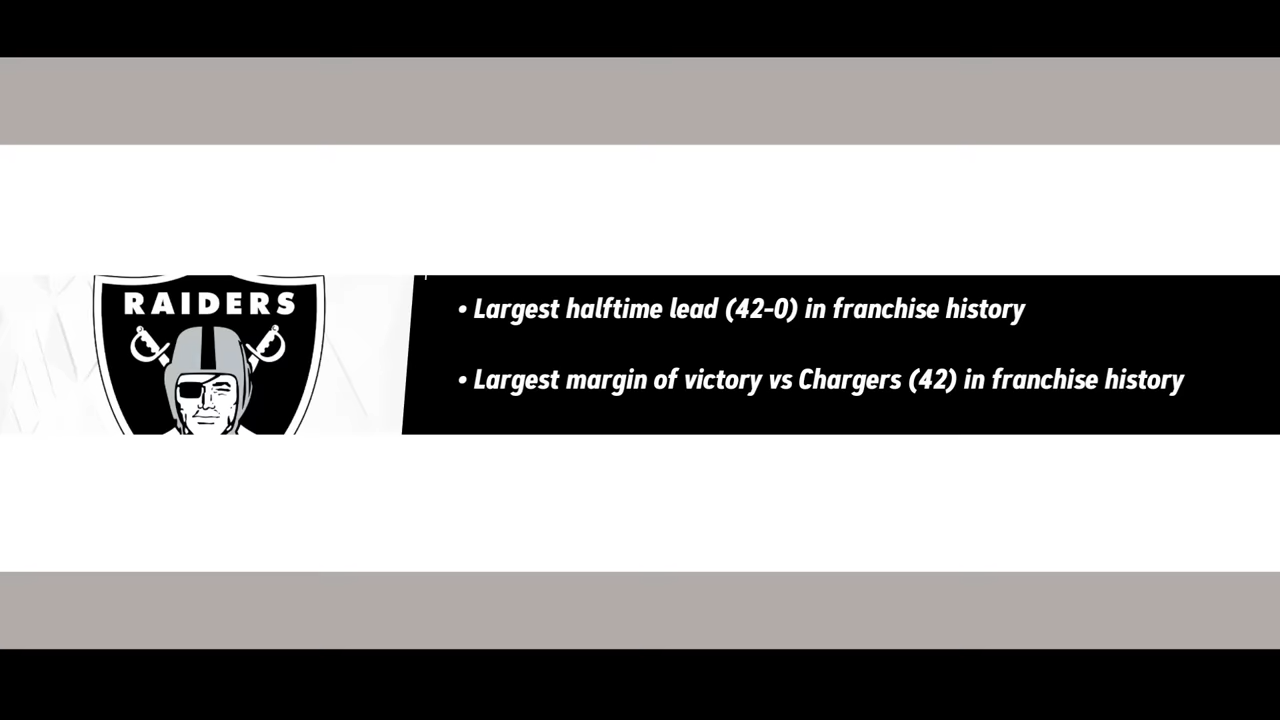 RAIDERS
• Largest halftime lead (42-0) in franchise history
• Largest margin of victory vs Chargers (42) in franchise history